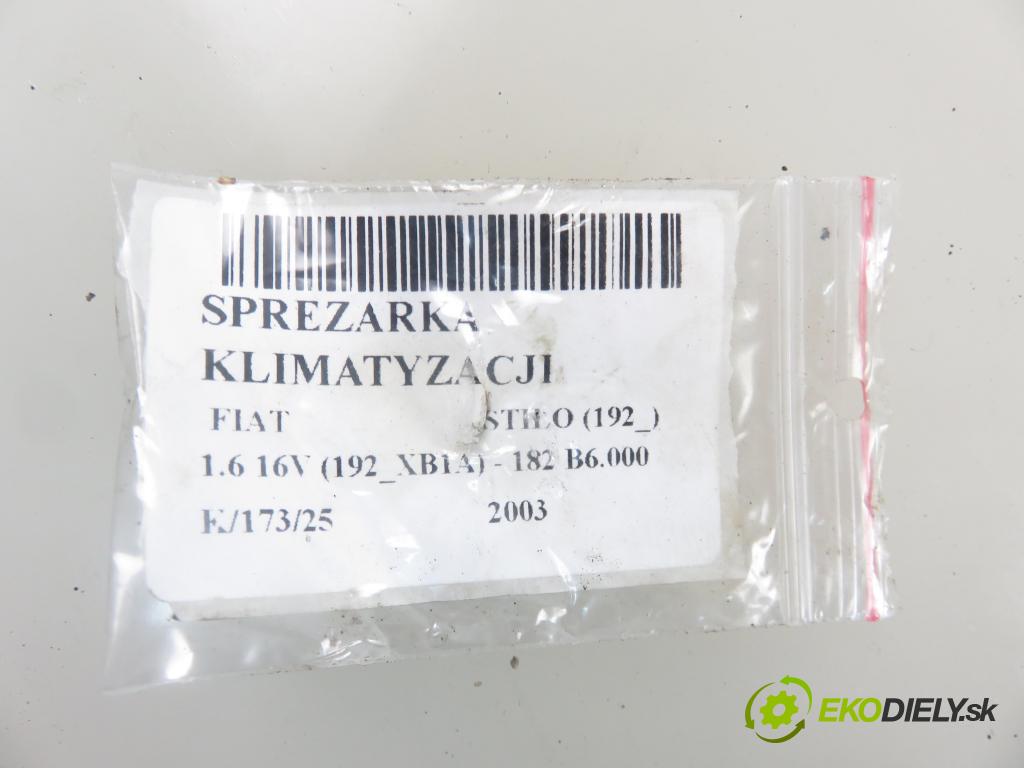 SPREZARKA
KLIMATYZACJI
FIAT STILO (192_)
1.6 16V (192_XB1A) - 182 B6.000
K/173/25 2003
EKODIELY.sk